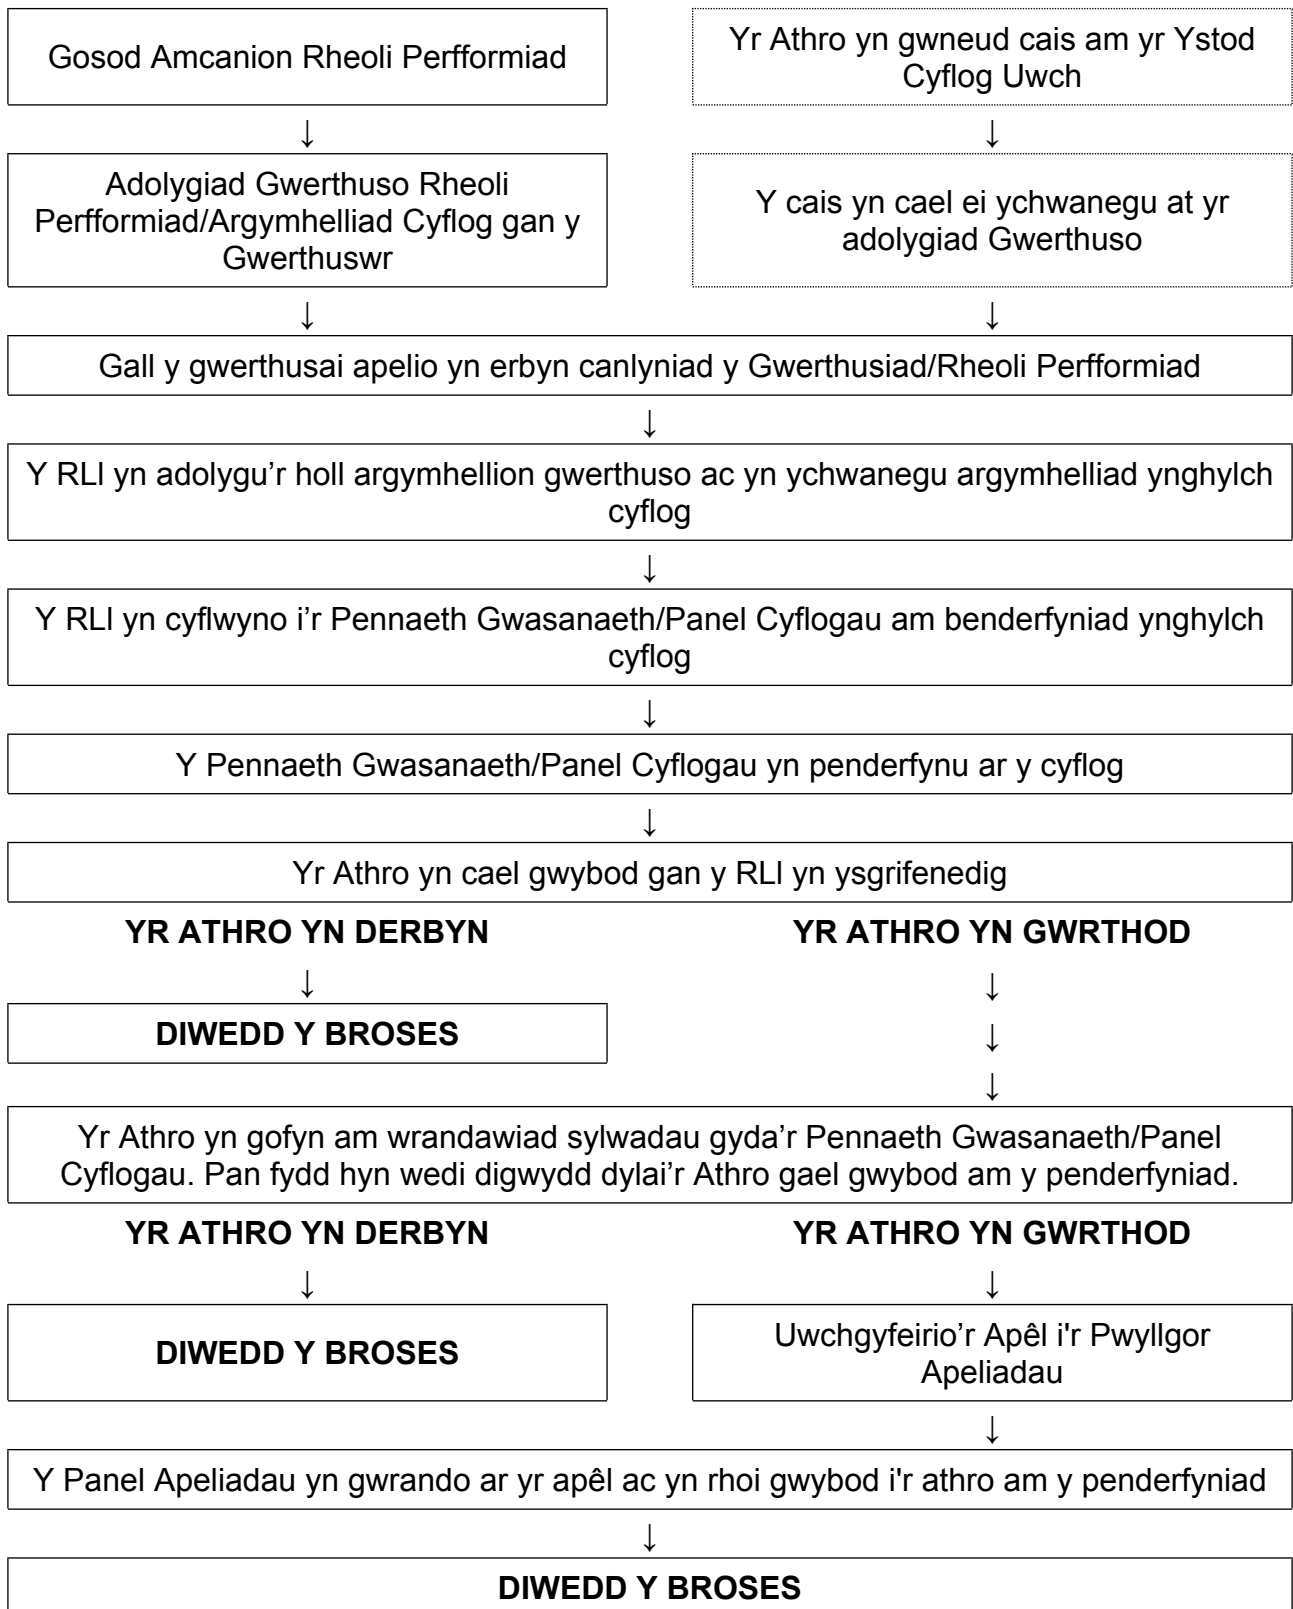 Gosod Amcanion Rheoli Perfformiad
Yr Athro yn gwneud cais am yr Ystod
Cyflog Uwch
↓
↓
Adolygiad Gwerthuso Rheoli
Perfformiad/Argymhelliad Cyflog gan y
Gwerthuswr
Y cais yn cael ei ychwanegu at yr
adolygiad Gwerthuso
↓
↓
Gall y gwerthusai apelio yn erbyn canlyniad y Gwerthusiad/Rheoli Perfformiad
↓
Y RLl yn adolygu’r holl argymhellion gwerthuso ac yn ychwanegu argymhelliad ynghylch
cyflog
↓
Y RLl yn cyflwyno i’r Pennaeth Gwasanaeth/Panel Cyflogau am benderfyniad ynghylch
cyflog
↓
Y Pennaeth Gwasanaeth/Panel Cyflogau yn penderfynu ar y cyflog
↓
Yr Athro yn cael gwybod gan y RLl yn ysgrifenedig
YR ATHRO YN DERBYN
YR ATHRO YN GWRTHOD
↓
↓
DIWEDD Y BROSES
↓
↓
Yr Athro yn gofyn am wrandawiad sylwadau gyda’r Pennaeth Gwasanaeth/Panel
Cyflogau. Pan fydd hyn wedi digwydd dylai’r Athro gael gwybod am y penderfyniad.
YR ATHRO YN DERBYN
YR ATHRO YN GWRTHOD
↓
↓
DIWEDD Y BROSES
Uwchgyfeirio’r Apêl i'r Pwyllgor
Apeliadau
↓
Y Panel Apeliadau yn gwrando ar yr apêl ac yn rhoi gwybod i'r athro am y penderfyniad
↓
DIWEDD Y BROSES